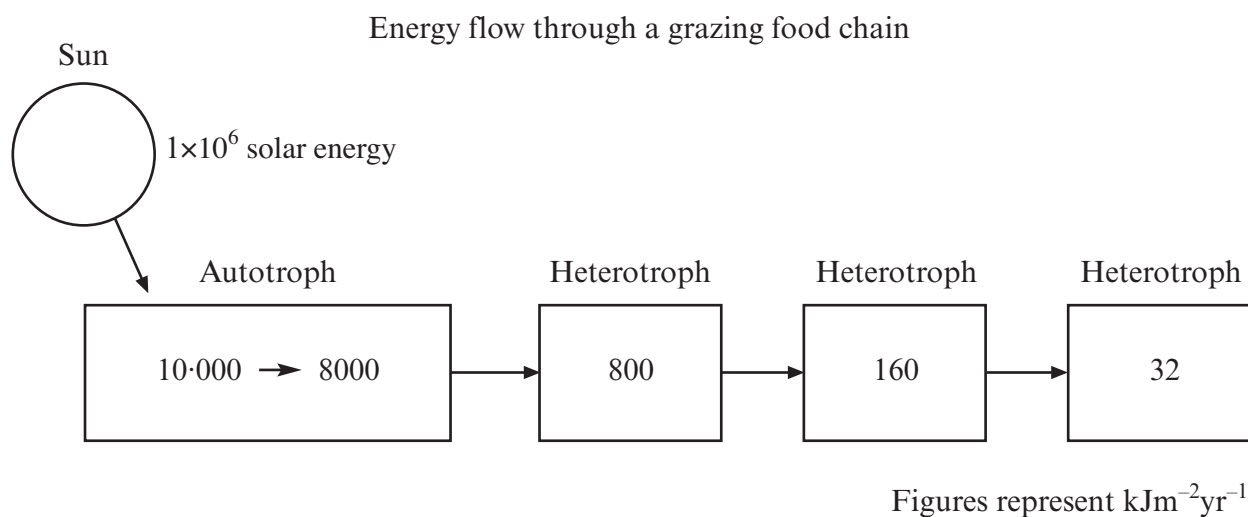 Energy flow through a grazing food chain
Sun
1×10⁶ solar energy
Autotroph Heterotroph Heterotroph Heterotroph
10·000 → 8000 800 160 32
Figures represent kJm⁻²yr⁻¹